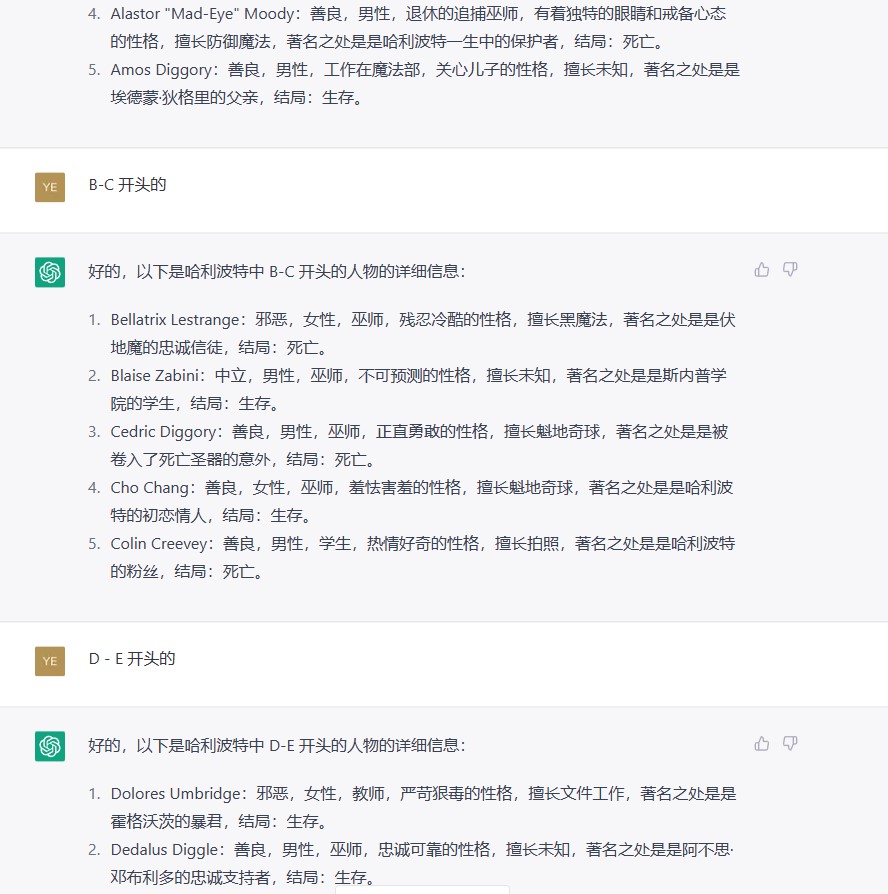 4. Alastor "Mad-Eye" Moody：善良，男性，退休的追捕巫师，有着独特的眼睛和戒备心态
的性格，擅长防御魔法，著名之处是是哈利波特一生中的保护者，结局：死亡。
5. Amos Diggory：善良，男性，工作在魔法部，关心儿子的性格，擅长未知，著名之处是是
埃德蒙·狄格里的父亲，结局：生存。
YE
B-C 开头的
好的，以下是哈利波特中 B-C 开头的人物的详细信息：
1. Bellatrix Lestrange：邪恶，女性，巫师，残忍冷酷的性格，擅长黑魔法，著名之处是是伏
地魔的忠诚信徒，结局：死亡。
2. Blaise Zabini：中立，男性，巫师，不可预测的性格，擅长未知，著名之处是是斯内普学
院的学生，结局：生存。
3. Cedric Diggory：善良，男性，巫师，正直勇敢的性格，擅长魁地奇球，著名之处是是被
卷入了死亡圣器的意外，结局：死亡。
4. Cho Chang：善良，女性，巫师，羞怯害羞的性格，擅长魁地奇球，著名之处是是哈利波
特的初恋情人，结局：生存。
5. Colin Creevey：善良，男性，学生，热情好奇的性格，擅长拍照，著名之处是是哈利波特
的粉丝，结局：死亡。
YE
D - E 开头的
好的，以下是哈利波特中 D-E 开头的人物的详细信息：
1. Dolores Umbridge：邪恶，女性，教师，严苛狠毒的性格，擅长文件工作，著名之处是是
霍格沃茨的暴君，结局：生存。
2. Dedalus Diggle：善良，男性，巫师，忠诚可靠的性格，擅长未知，著名之处是是阿不思·
邓布利多的忠诚支持者，结局：生存。